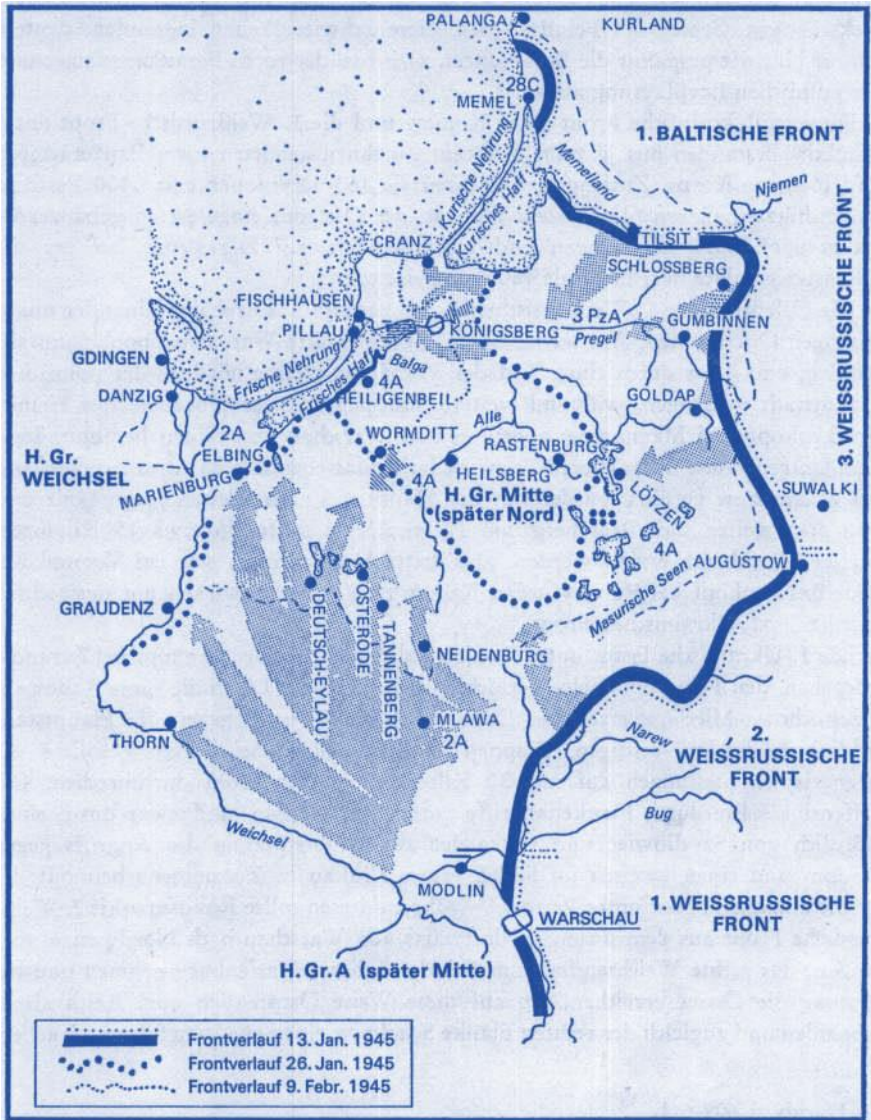 PALANGA
KURLAND
28C
MEMEL
1. BALTISCHE FRONT
Kurische Nehrung
Kurisches Haff
Memelland
Njemen
CRANZ
TILSIT
SCHLOSSBERG
3. WEISSRUSSISCHE FRONT
FISCHHAUSEN
PILLAU
KÖNIGSBERG
3 PzA
Pregel
GUMBINNEN
GDINGEN
Frische Nehrung
Frisches Haff
Balga
4A
HEILIGENBEIL
GOLDAP
DANZIG
Alle
2A
ELBING
WORMDITT
RASTENBURG
H. Gr.
WEICHSEL
MARIENBURG
4A
HEILSBERG
LÖTZEN
SUWALKI
H. Gr. Mitte
(später Nord)
4A
AUGUSTOW
Masurische Seen
GRAUDENZ
DEUTSCH-EYLAU
OSTERODE
TANNENBERG
NEIDENBURG
THORN
MLAWA
2A
Narew
2.
WEISSRUSSISCHE
FRONT
Bug
Weichsel
MODLIN
WARSCHAU
1. WEISSRUSSISCHE
FRONT
H. Gr. A (später Mitte)
Frontverlauf 13. Jan. 1945
Frontverlauf 26. Jan. 1945
Frontverlauf 9. Febr. 1945